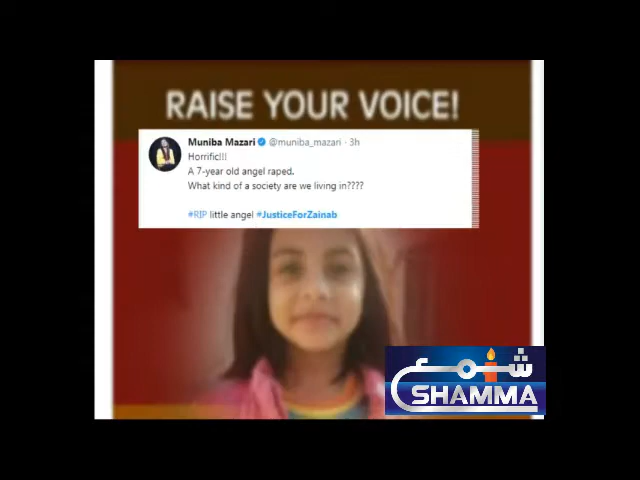 RAISE YOUR VOICE!
Muniba Mazari @muniba_mazari · 3h
Horrific!!!
A 7-year old angel raped.
What kind of a society are we living in????
#RIP little angel #JusticeForZainab
شمع
SHAMMA